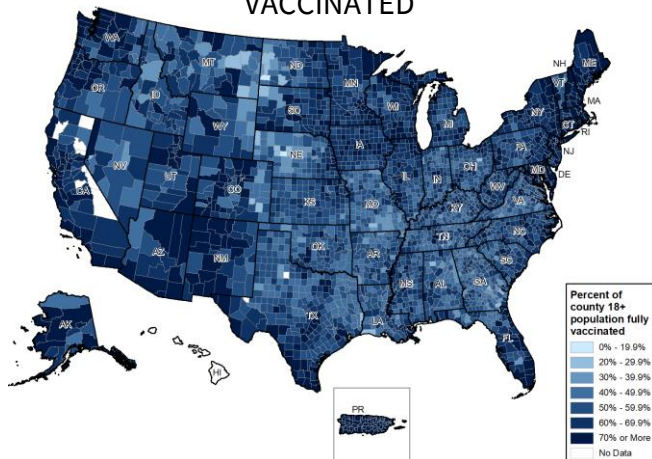 VACCINATED
WA
MT
ND
MN
NH
ME
VT
OR
ID
SD
WI
MI
NY
MA
WY
CT
RI
IA
PA
NJ
NV
NE
IL
IN
OH
MD
DE
UT
CO
CA
WV
VA
KS
MO
KY
NC
TN
OK
AZ
NM
AR
SC
MS
AL
GA
TX
LA
FL
AK
HI
PR
Percent of
county 18+
population fully
vaccinated
0% - 19.9%
20% - 29.9%
30% - 39.9%
40% - 49.9%
50% - 59.9%
60% - 69.9%
70% or More
No Data